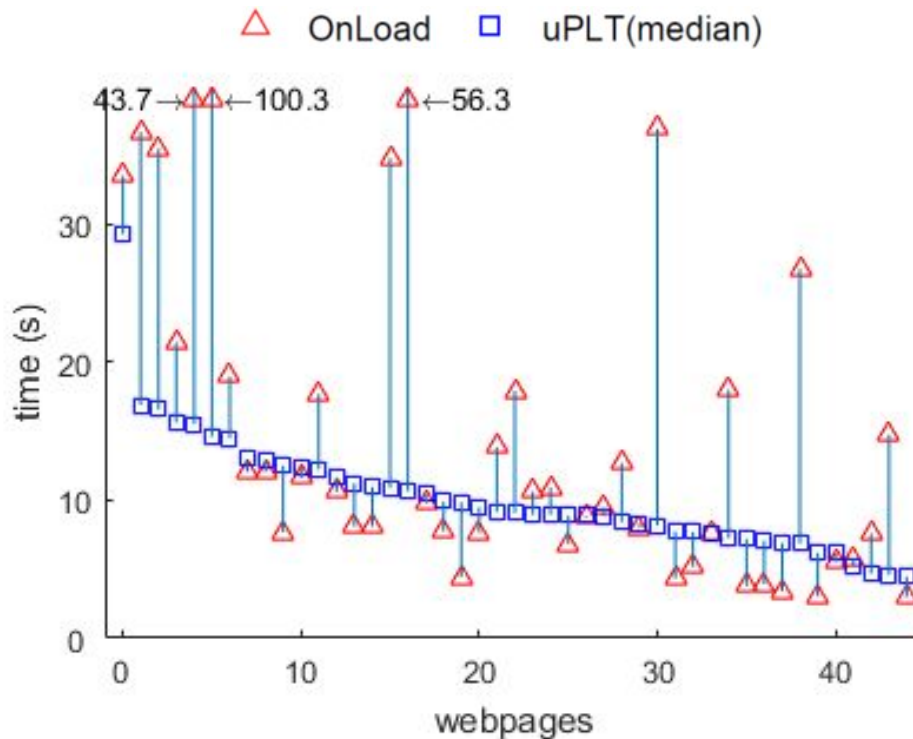 OnLoad uPLT(median)
43.7→ ←100.3 ←56.3
30
20
10
0
time (s)
0 10 20 30 40
webpages